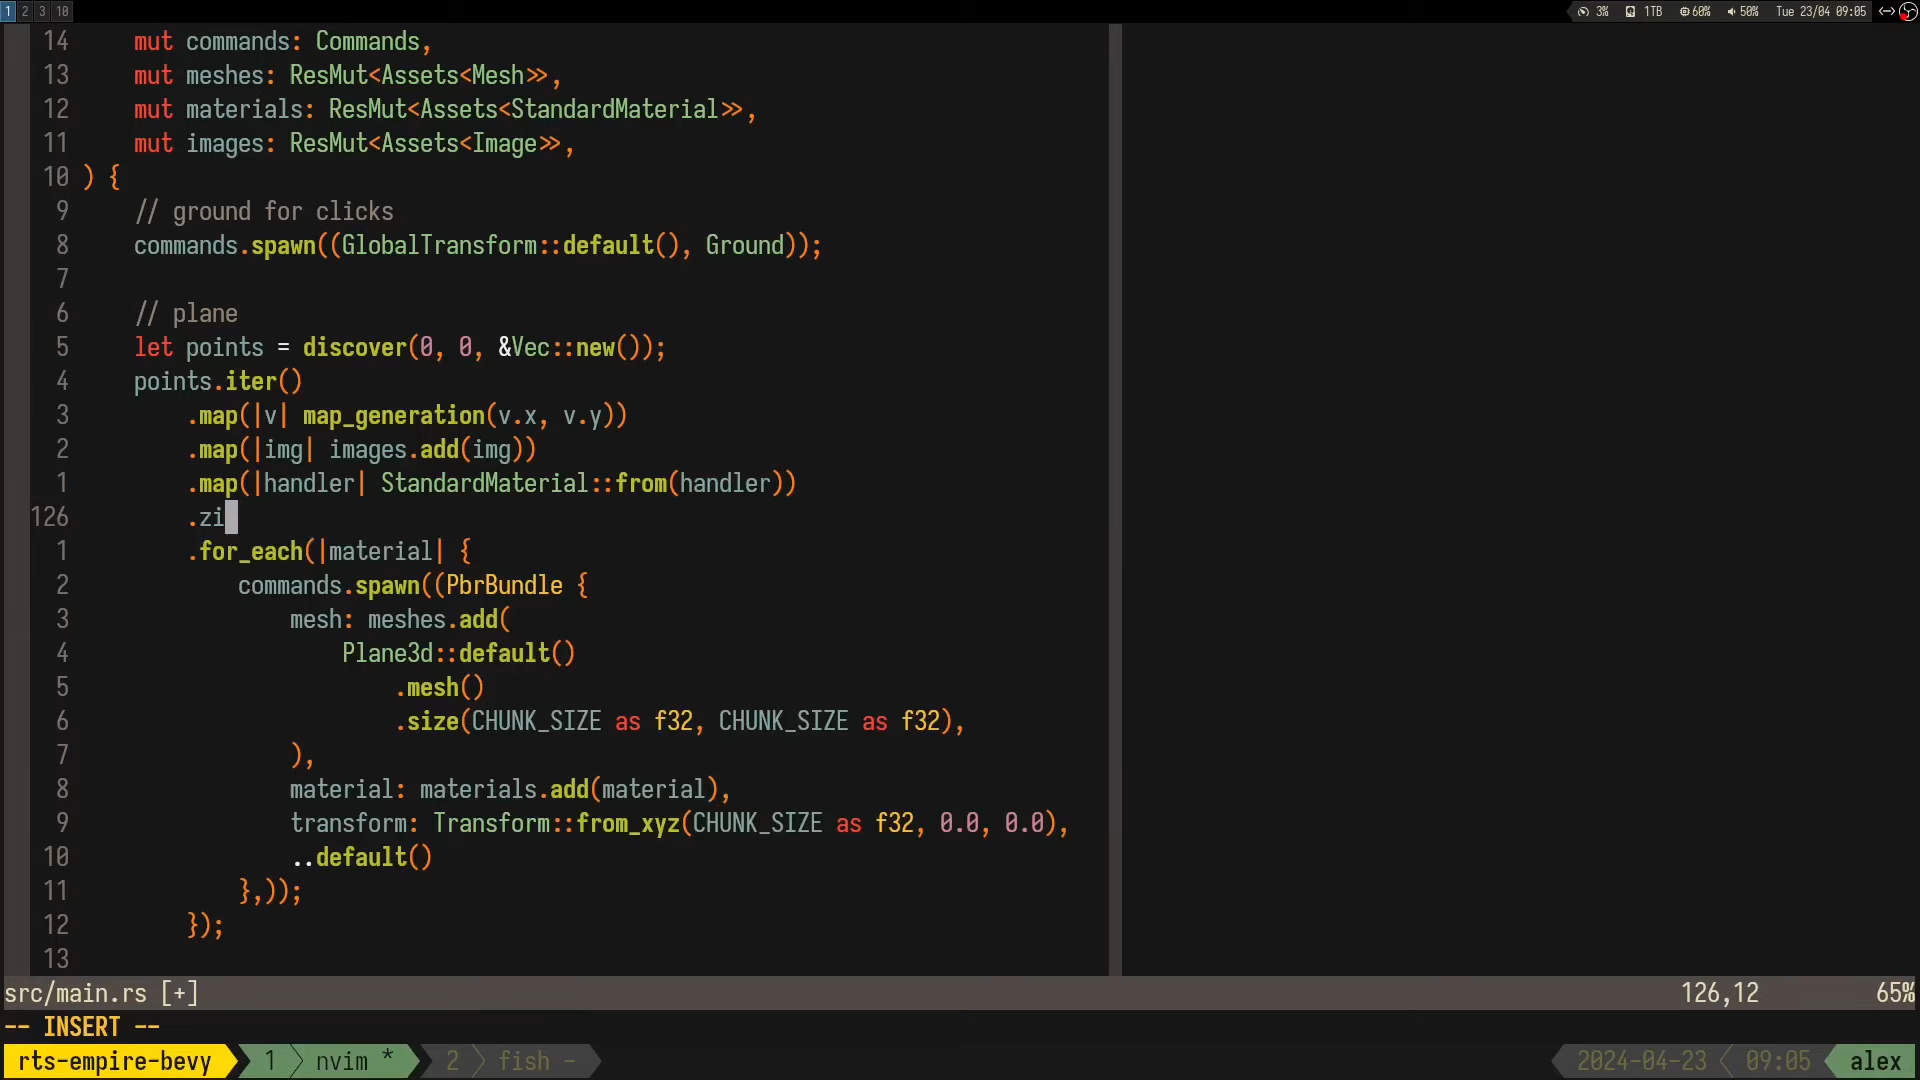 1 2 3 10 3% 1TB 60% 50% Tue 23/04 09:05
14 mut commands: Commands,
13 mut meshes: ResMut<Assets<Mesh>>,
12 mut materials: ResMut<Assets<StandardMaterial>>,
11 mut images: ResMut<Assets<Image>>,
10 ) {
9 // ground for clicks
8 commands.spawn((GlobalTransform::default(), Ground));
7
6 // plane
5 let points = discover(0, 0, &Vec::new());
4 points.iter()
3 .map(|v| map_generation(v.x, v.y))
2 .map(|img| images.add(img))
1 .map(|handler| StandardMaterial::from(handler))
126 .zi
1 .for_each(|material| {
2 commands.spawn((PbrBundle {
3 mesh: meshes.add(
4 Plane3d::default()
5 .mesh()
6 .size(CHUNK_SIZE as f32, CHUNK_SIZE as f32),
7 ),
8 material: materials.add(material),
9 transform: Transform::from_xyz(CHUNK_SIZE as f32, 0.0, 0.0),
10 ..default()
11 },));
12 });
13
src/main.rs [+] 126,12 65%
-- INSERT --
rts-empire-bevy 1 nvim * 2 fish - 2024-04-23 09:05 alex